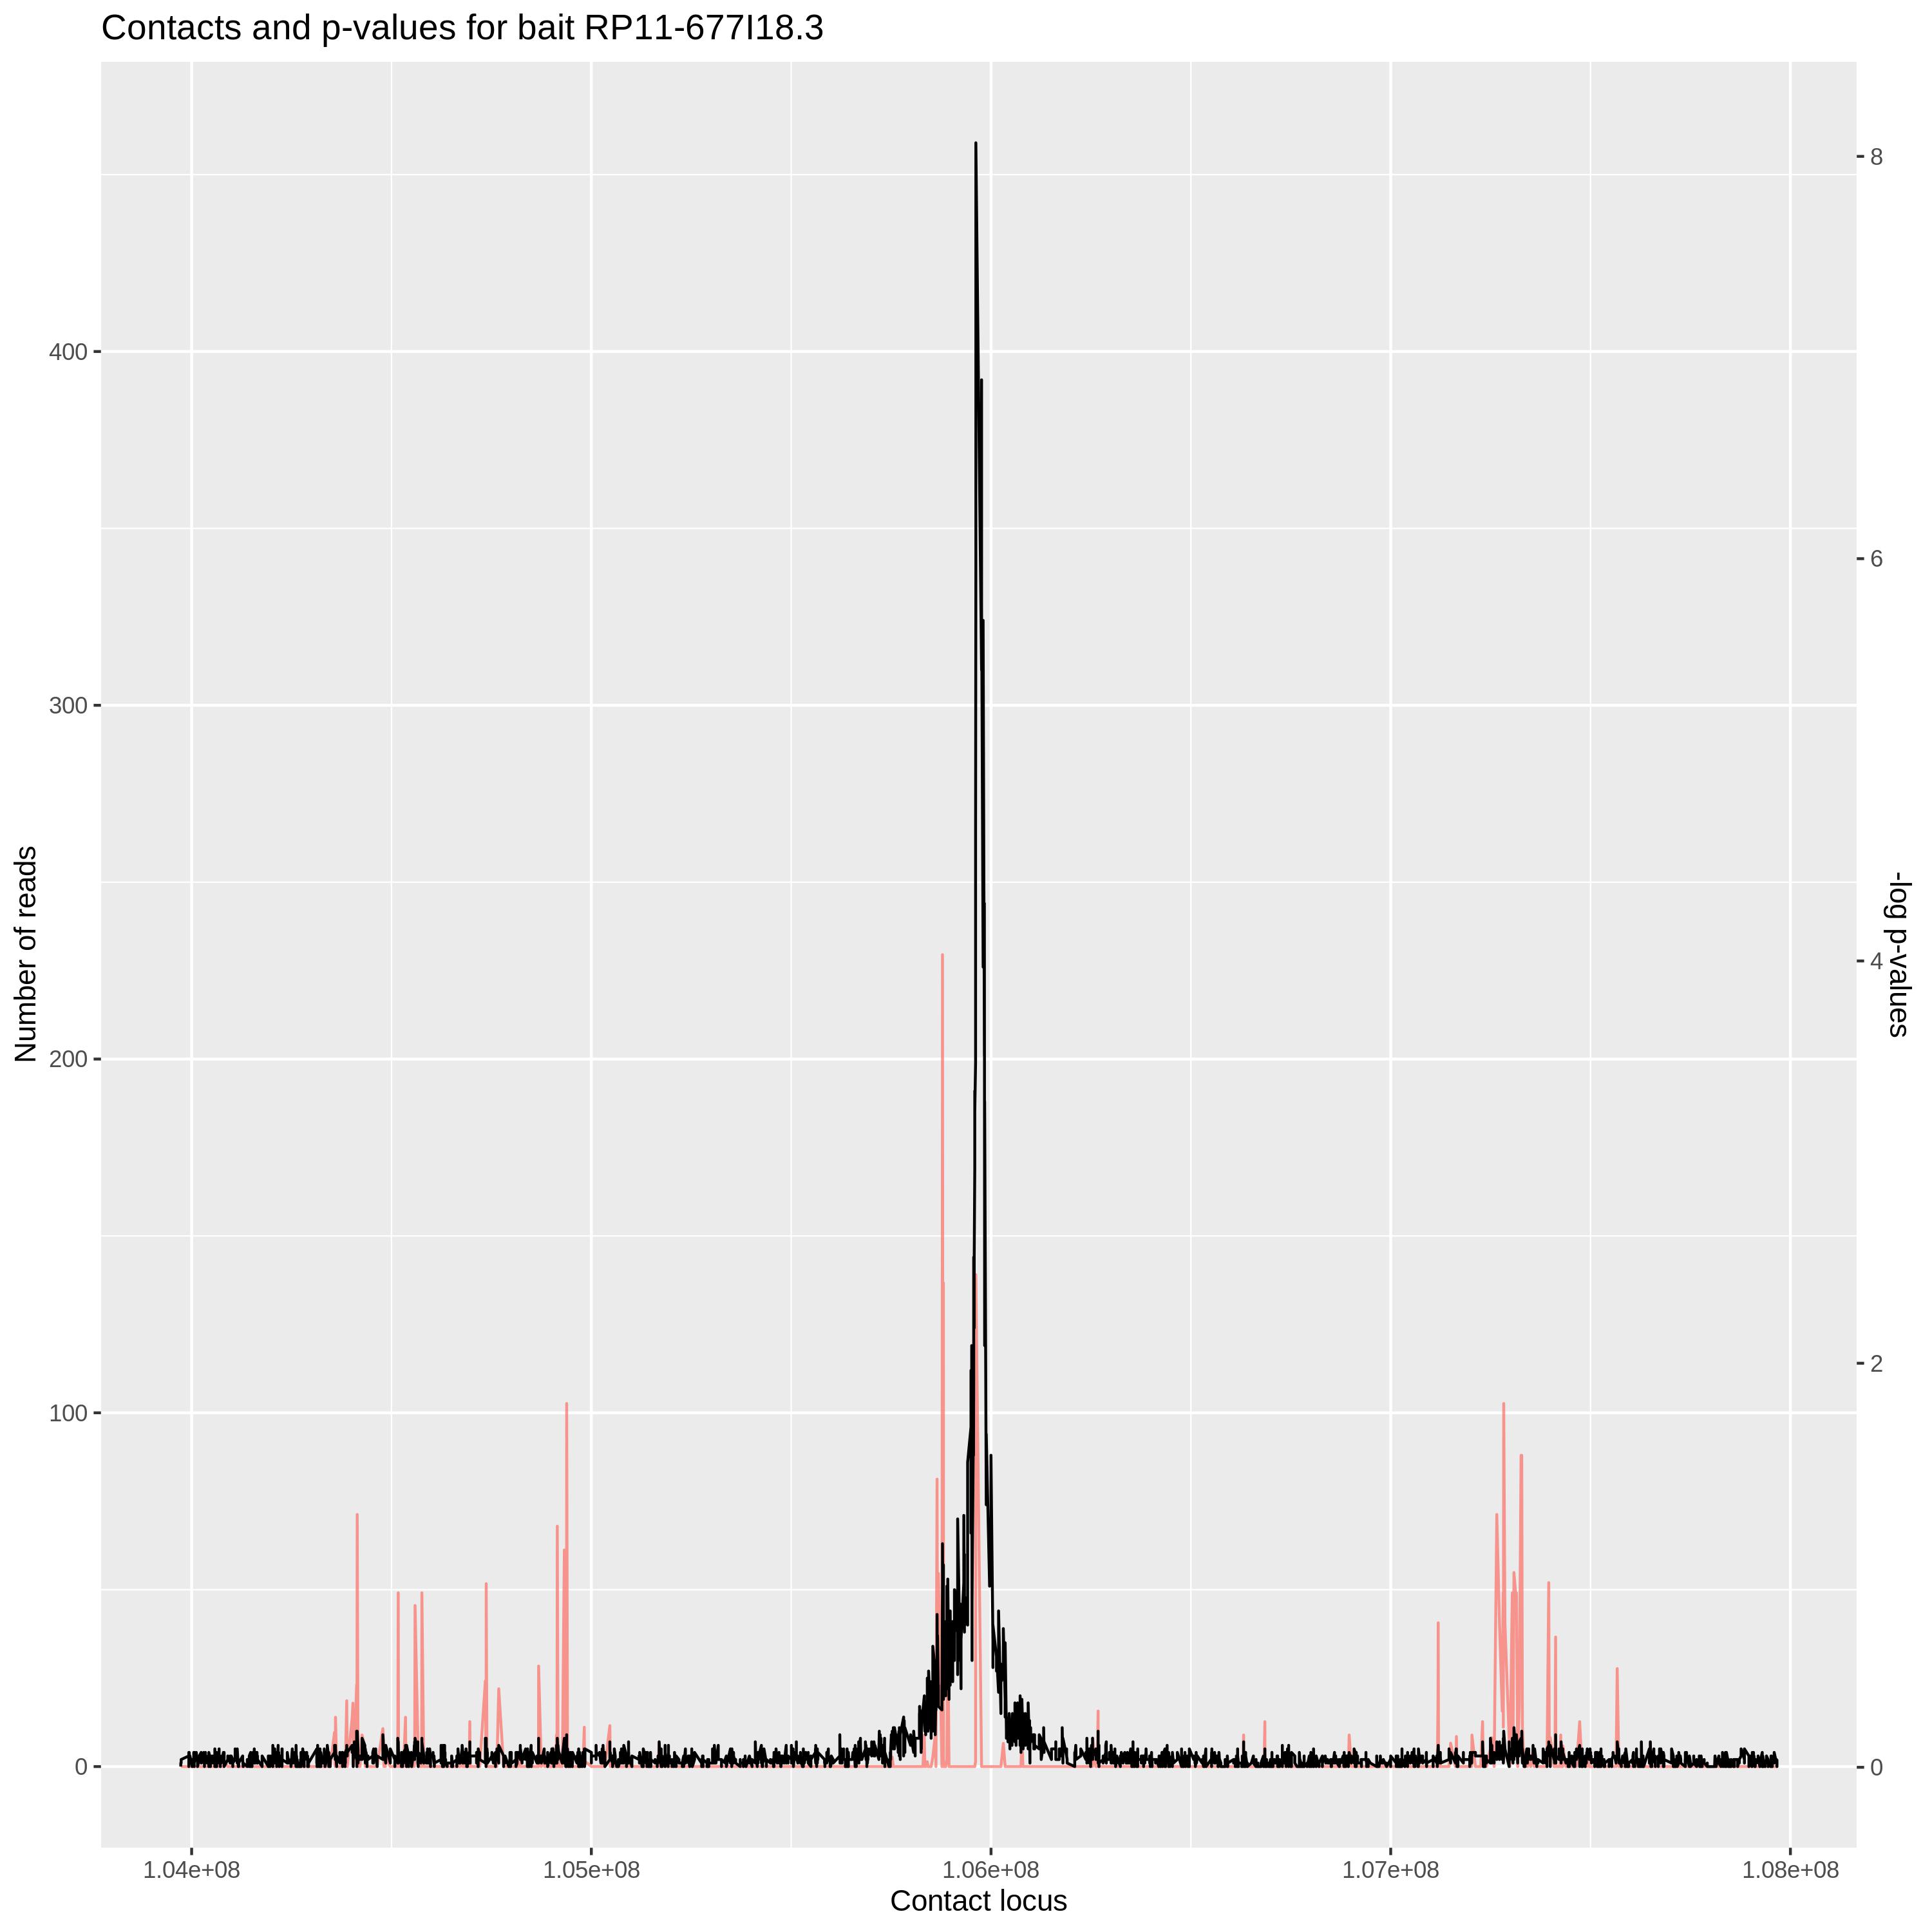 Contacts and p-values for bait RP11-677I18.3
400
300
200
100
0
8
6
4
2
0
Number of reads
-log p-values
1.04e+08
1.05e+08
1.06e+08
1.07e+08
1.08e+08
Contact locus